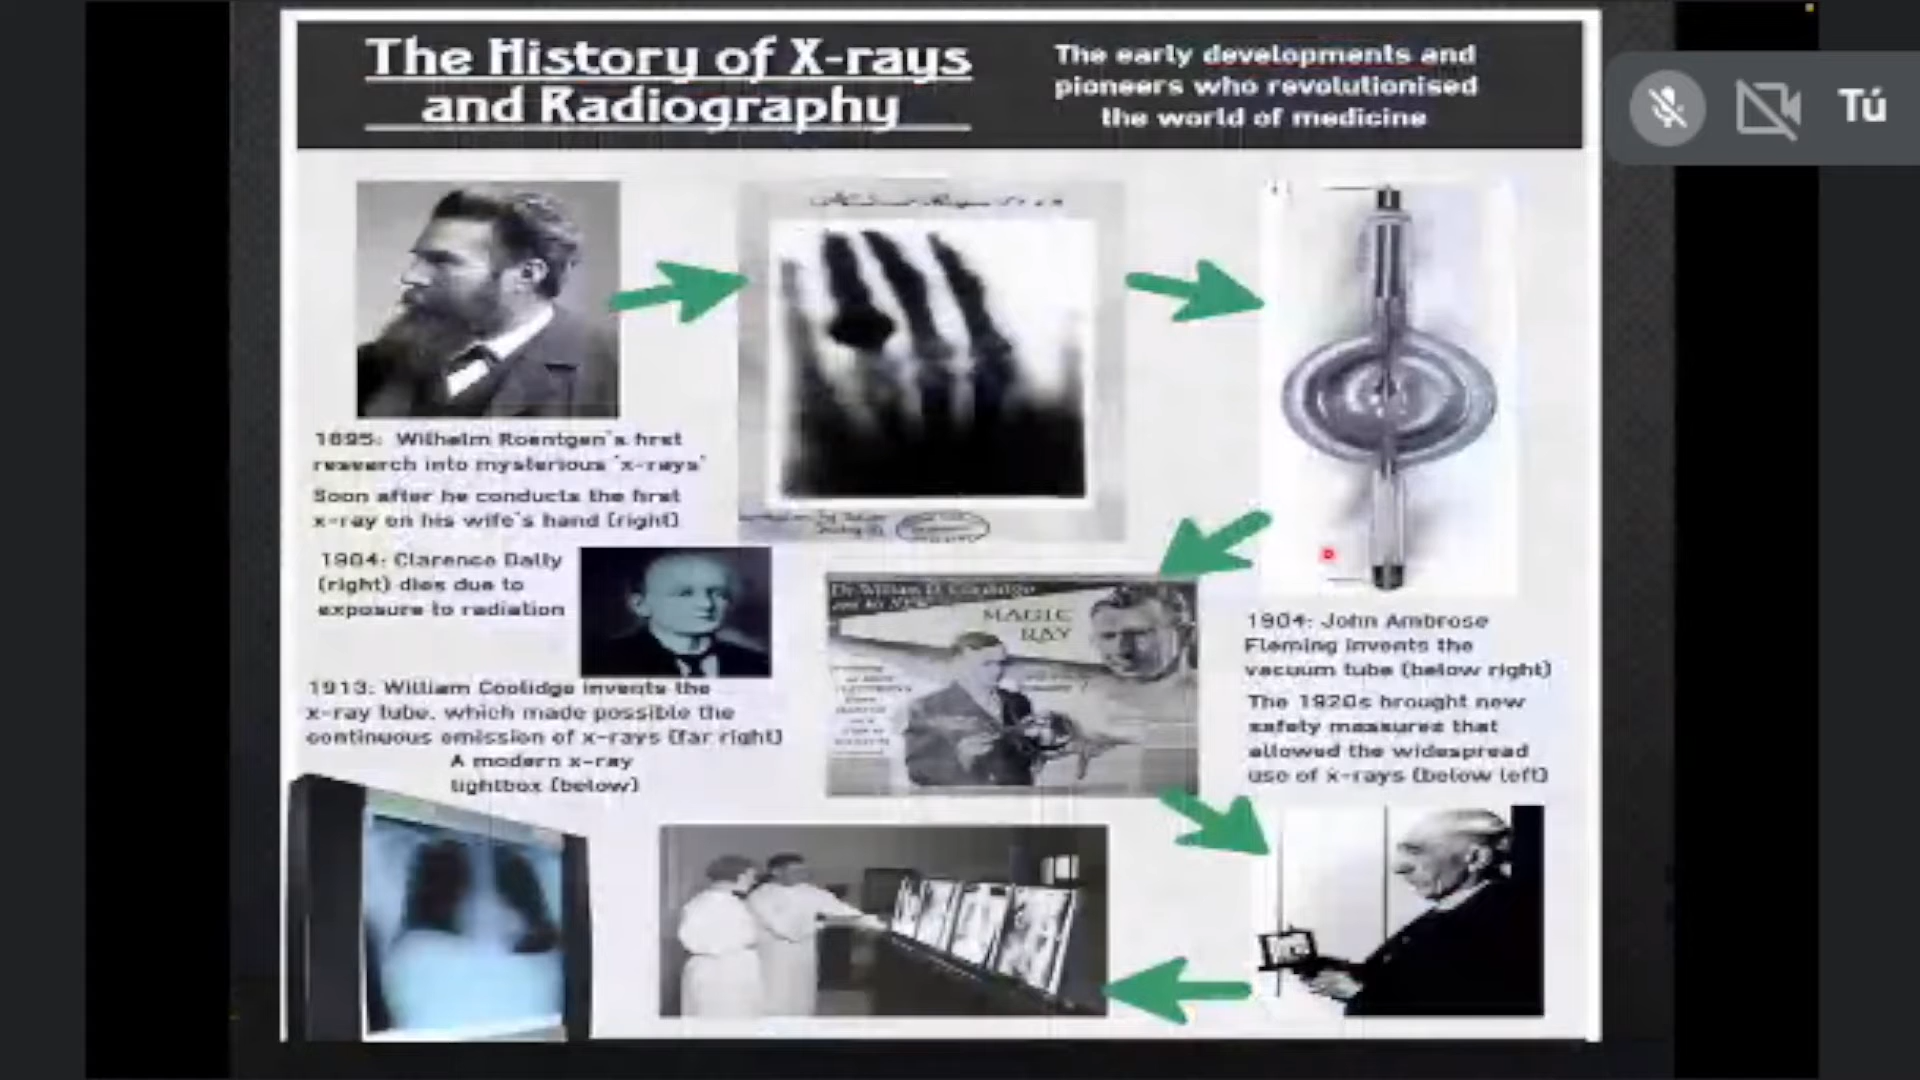 The History of X-rays
and Radiography
The early developments and
pioneers who revolutionised
the world of medicine
Tú
1895: Wilhelm Roentgen's first
research into mysterious 'x-rays'
Soon after he conducts the first
x-ray on his wife's hand (right)
1904: Clarence Dally
(right) dies due to
exposure to radiation
MAGIC
RAY
1904: John Ambrose
Fleming invents the
vacuum tube (below right)
1913: William Coolidge invents the
x-ray tube, which made possible the
continuous emission of x-rays (far right)
The 1920s brought new
safety measures that
allowed the widespread
use of x-rays (below left)
A modern x-ray
lightbox (below)